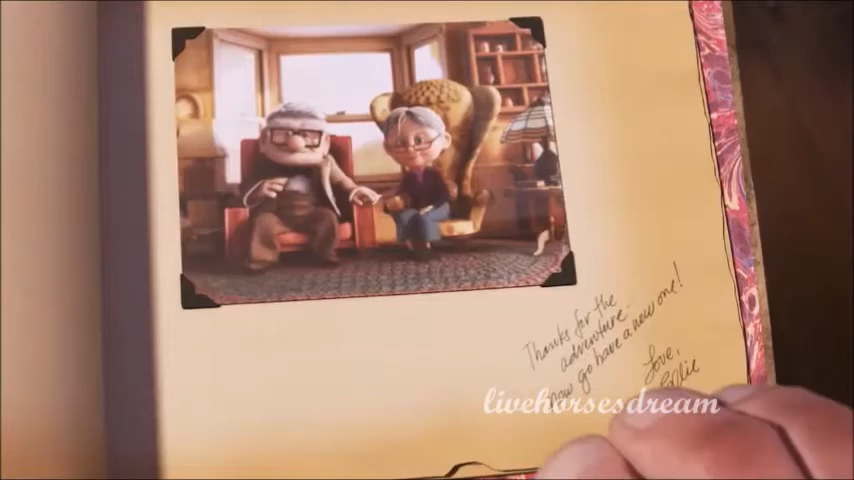 Thanks for the
adventure -
now go have a new one!
Love,
Ellie
livehorsesdream